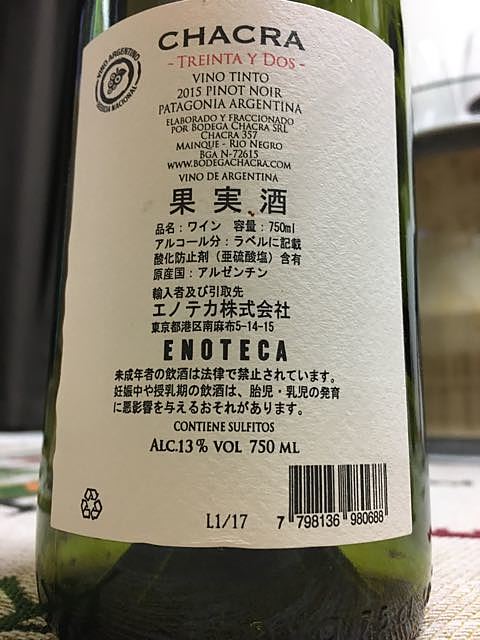 CHACRA
- TREINTA Y DOS -
VINO TINTO
2015 PINOT NOIR
PATAGONIA ARGENTINA
ELABORADO Y FRACCIONADO
POR BODEGA CHACRA SRL
CHACRA 357
MAINQUE - RIO NEGRO
BGA N-72615
WWW.BODEGACHACRA.COM
VINO DE ARGENTINA
VINO ARGENTINO
BEBIDA NACIONAL
果実酒
品名：ワイン 容量：750ml
アルコール分：ラベルに記載
酸化防止剤（亜硫酸塩）含有
原産国：アルゼンチン
輸入者及び引取先
エノテカ株式会社
東京都港区南麻布5-14-15
ENOTECA
未成年者の飲酒は法律で禁止されています。
妊娠中や授乳期の飲酒は、胎児・乳児の発育
に悪影響を与えるおそれがあります。
CONTIENE SULFITOS
ALC.13% VOL 750 ML
L1/17
7 798136 980688